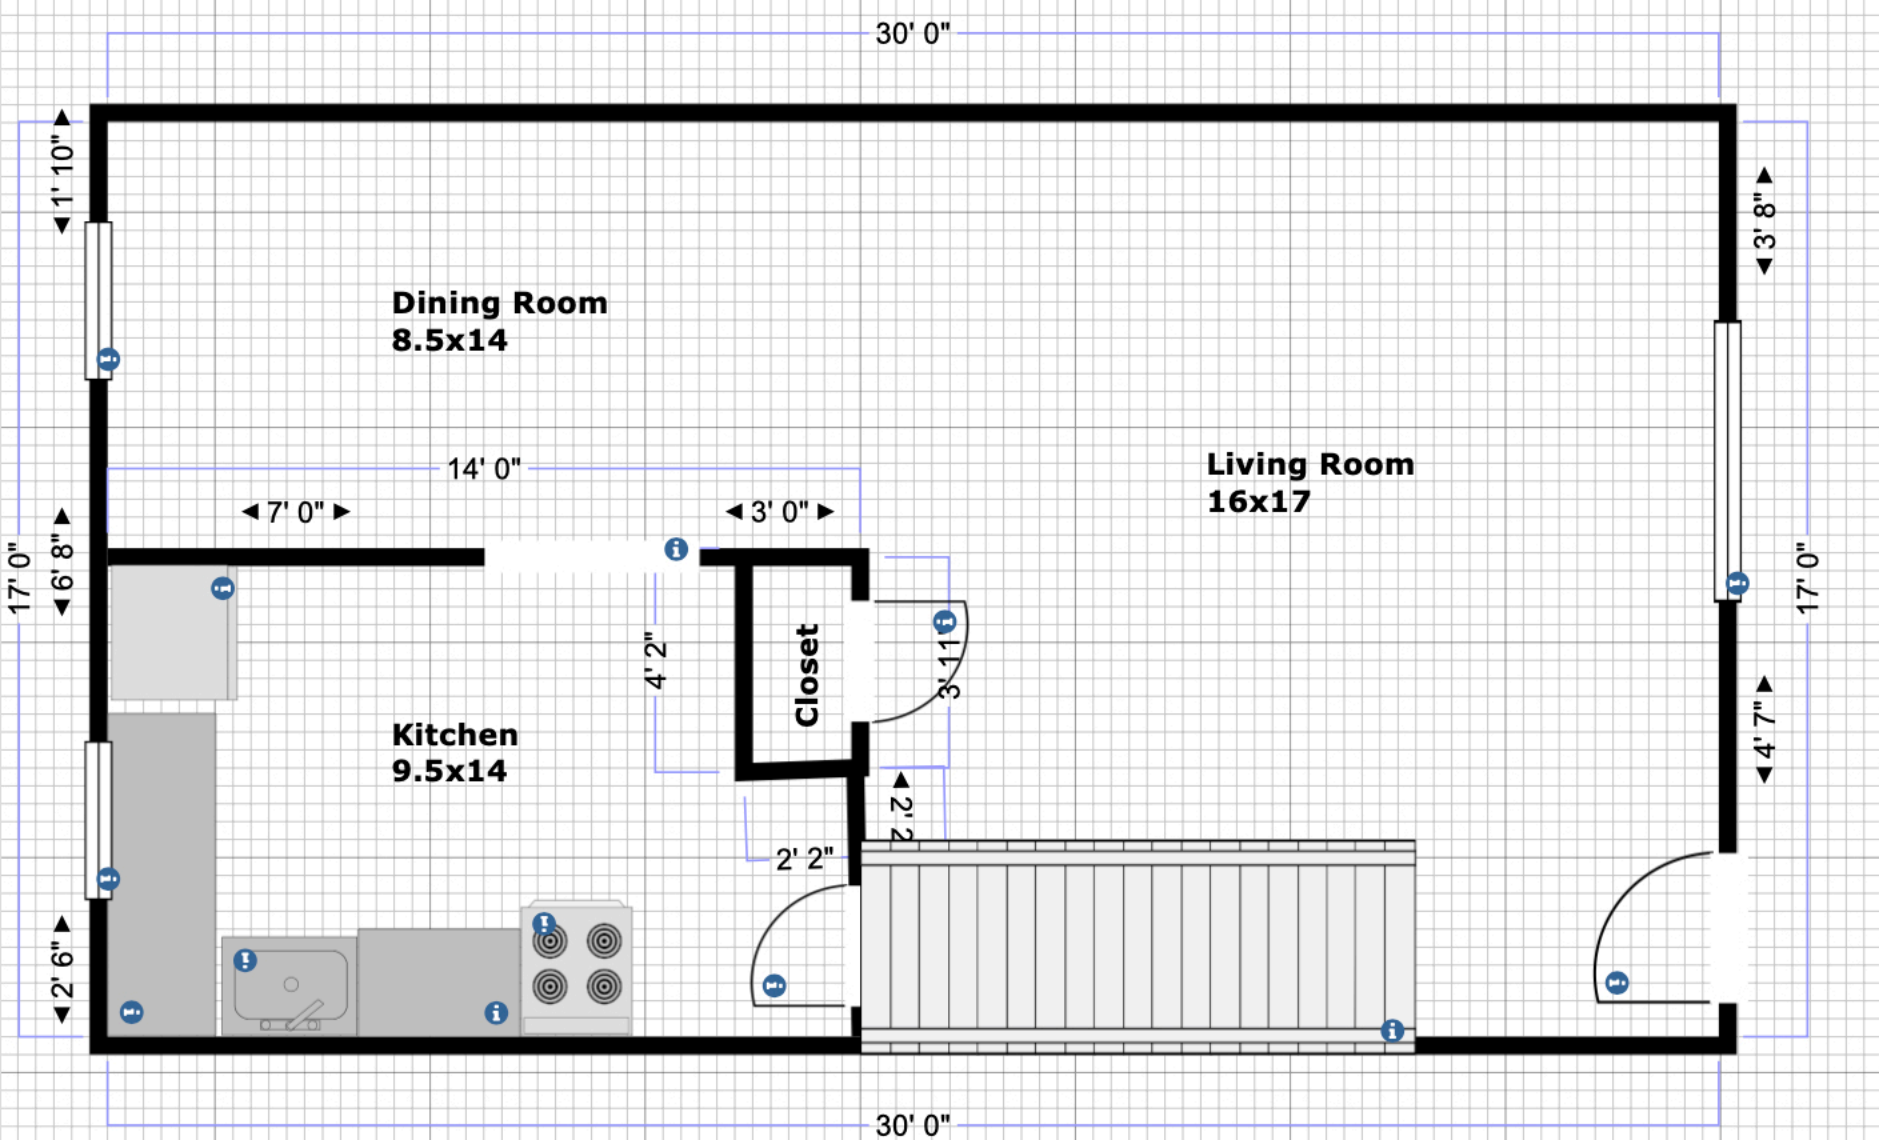 30' 0"
1' 10"
3' 8"
Dining Room
8.5x14
14' 0"
Living Room
16x17
7' 0"
3' 0"
17' 0"
6' 8"
17' 0"
4' 2"
Closet
3' 11"
Kitchen
9.5x14
4' 7"
2' 2
2' 2"
2' 6"
30' 0"